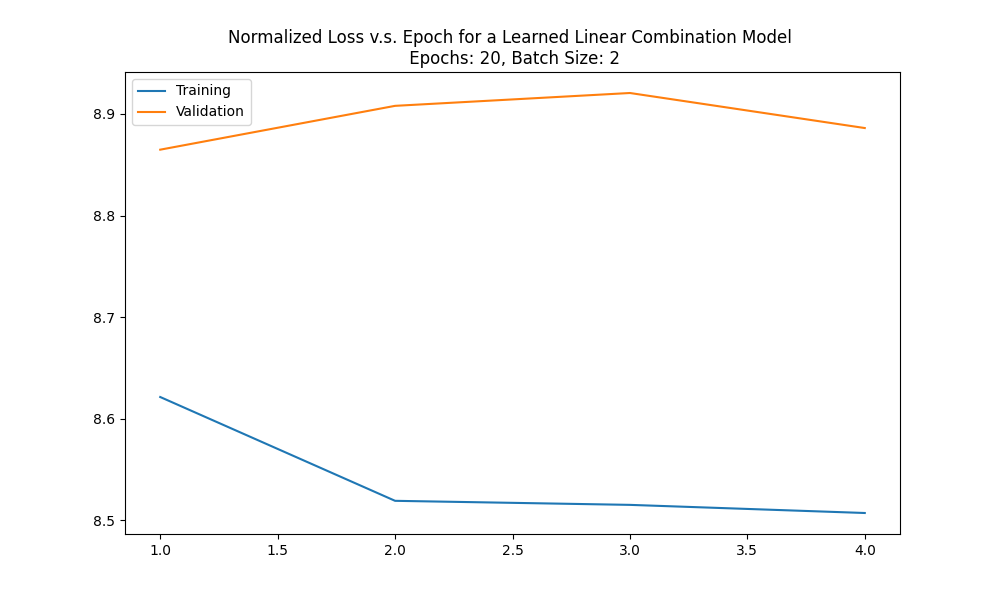 Normalized Loss v.s. Epoch for a Learned Linear Combination Model
Epochs: 20, Batch Size: 2
Training
Validation
8.9
8.8
8.7
8.6
8.5
1.0 1.5 2.0 2.5 3.0 3.5 4.0